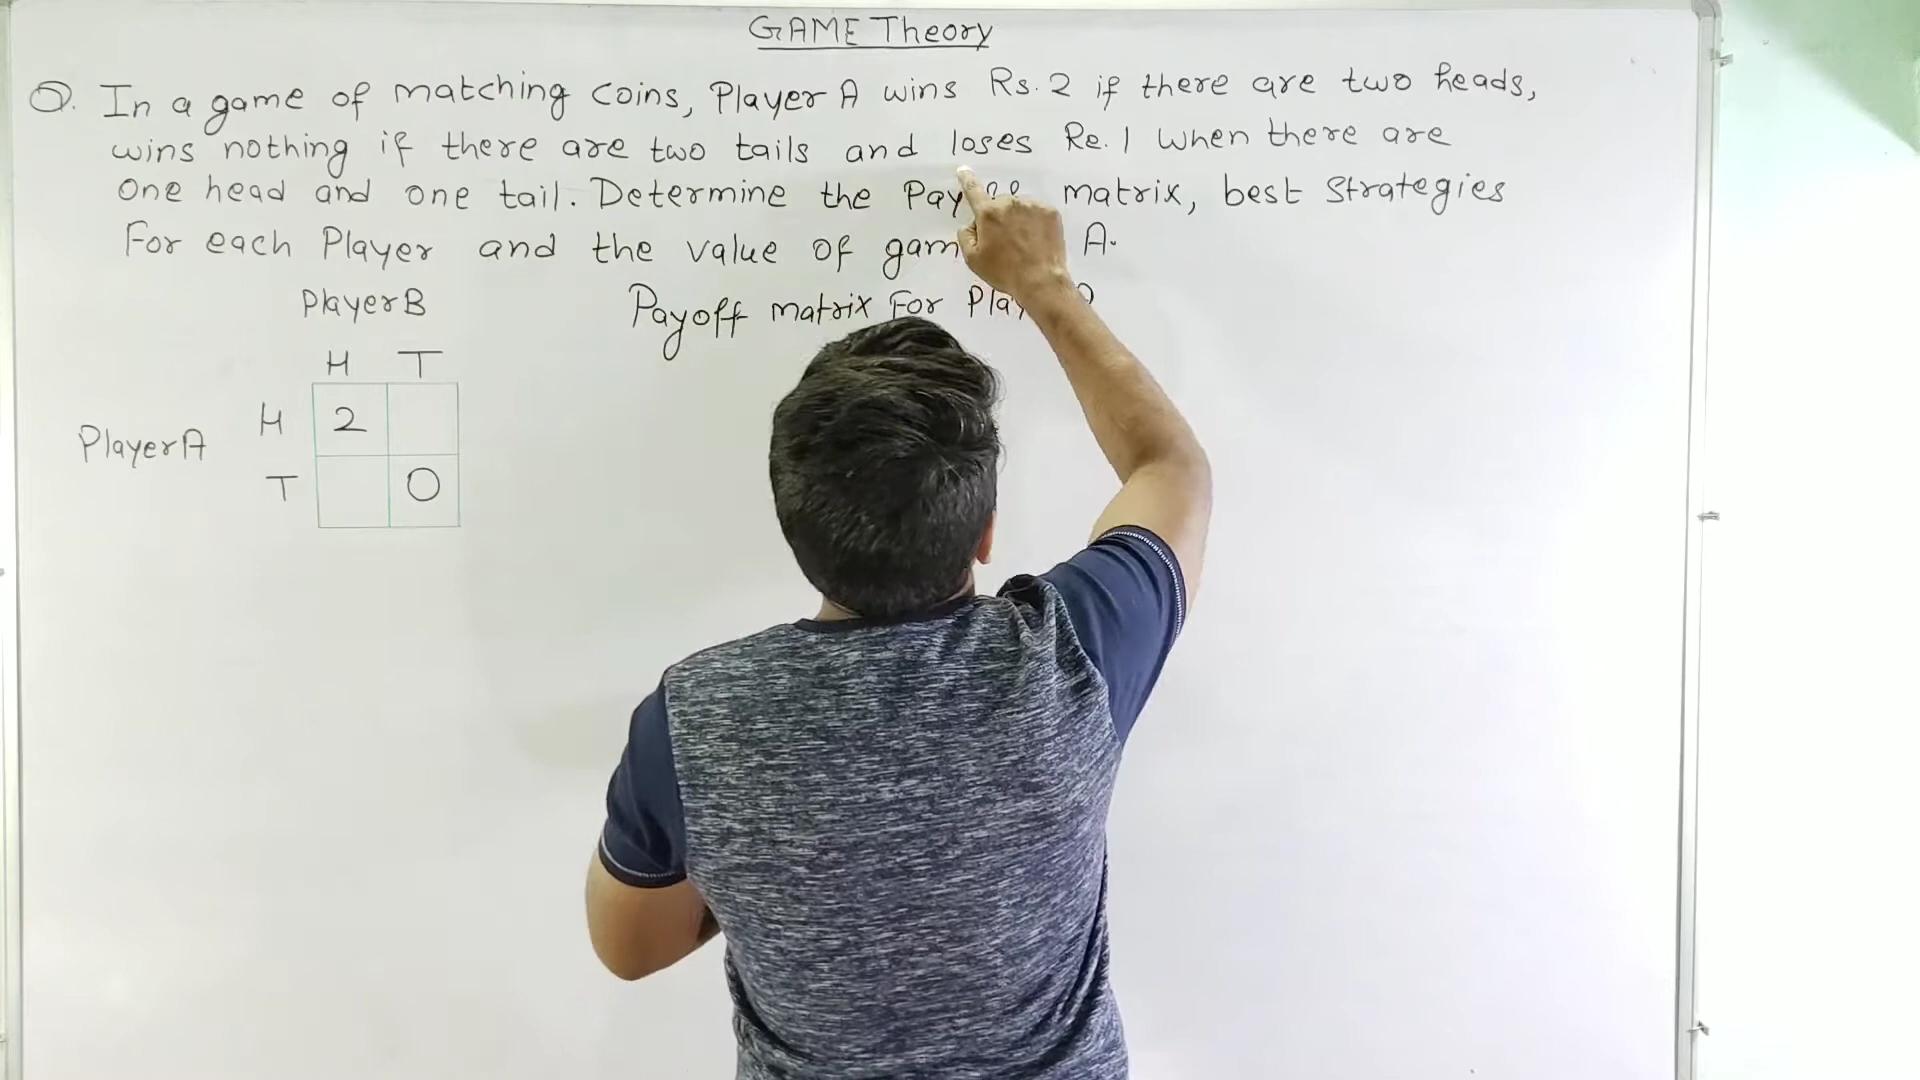 GAME Theory
Q. In a game of matching coins, Player A wins Rs. 2 if there are two heads,
wins nothing if there are two tails and loses Re. 1 when there are
one head and one tail. Determine the matrix, best strategies
For each Player and the value of A.
Player B
Payoff matrix For
H T
H 2
Player A
T 0